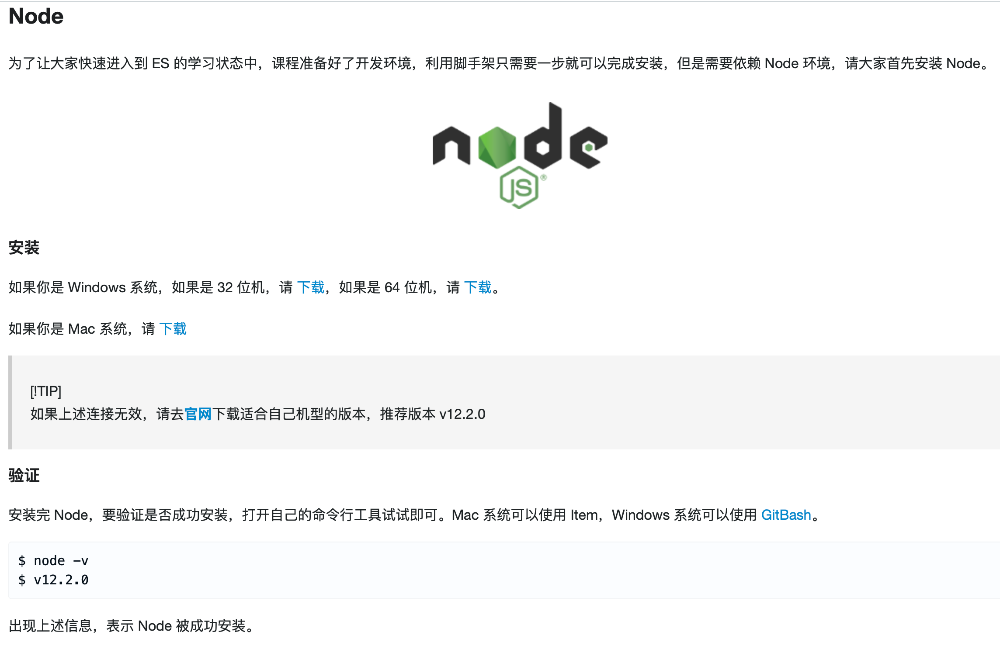 Node
为了让大家快速进入到 ES 的学习状态中，课程准备好了开发环境，利用脚手架只需要一步就可以完成安装，但是需要依赖 Node 环境，请大家首先安装 Node。
node
JS®
安装
如果你是 Windows 系统，如果是 32 位机，请 下载，如果是 64 位机，请 下载。
如果你是 Mac 系统，请 下载
[!TIP]
如果上述连接无效，请去官网下载适合自己机型的版本，推荐版本 v12.2.0
验证
安装完 Node，要验证是否成功安装，打开自己的命令行工具试试即可。Mac 系统可以使用 Item，Windows 系统可以使用 GitBash。
$ node -v
$ v12.2.0
出现上述信息，表示 Node 被成功安装。